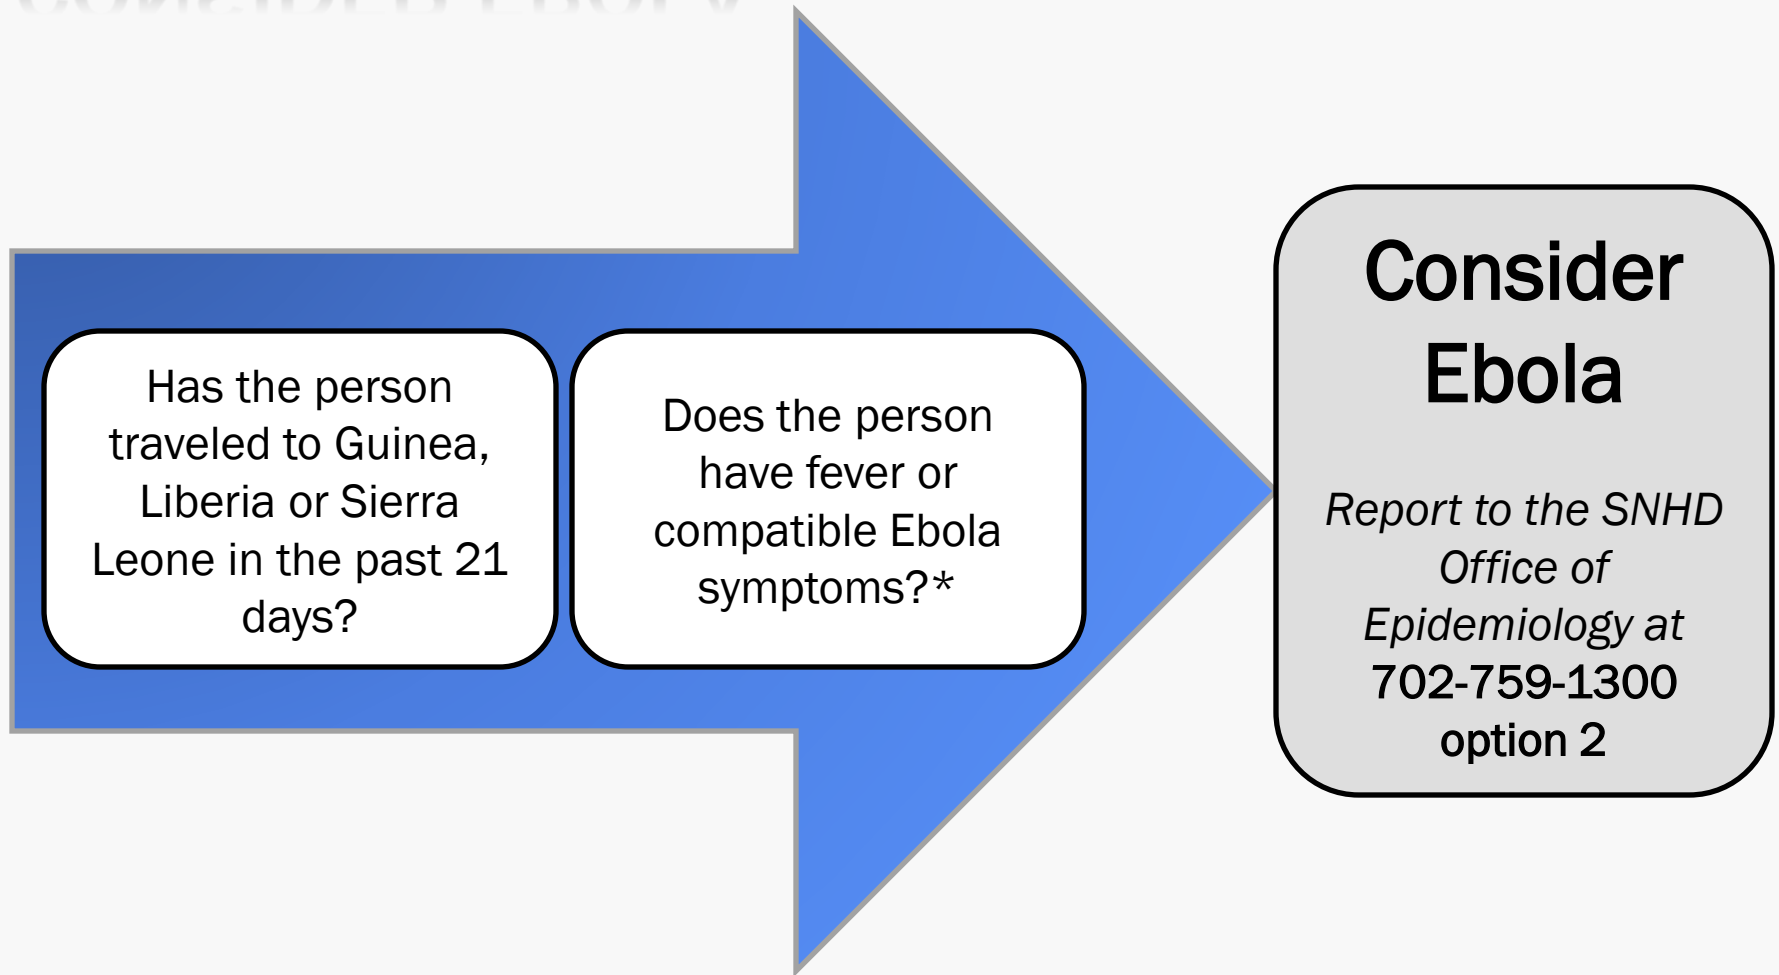 Has the person
traveled to Guinea,
Liberia or Sierra
Leone in the past 21
days?
Does the person
have fever or
compatible Ebola
symptoms?*
Consider
Ebola
Report to the SNHD
Office of
Epidemiology at
702-759-1300
option 2